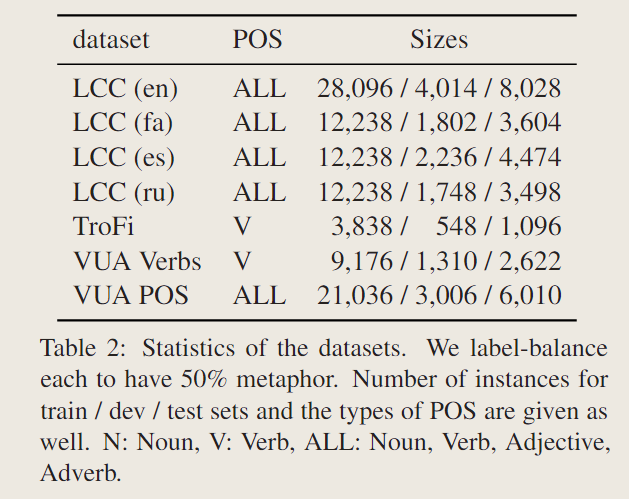 dataset POS Sizes
LCC (en) ALL 28,096 / 4,014 / 8,028
LCC (fa) ALL 12,238 / 1,802 / 3,604
LCC (es) ALL 12,238 / 2,236 / 4,474
LCC (ru) ALL 12,238 / 1,748 / 3,498
TroFi V 3,838 / 548 / 1,096
VUA Verbs V 9,176 / 1,310 / 2,622
VUA POS ALL 21,036 / 3,006 / 6,010
Table 2: Statistics of the datasets. We label-balance
each to have 50% metaphor. Number of instances for
train / dev / test sets and the types of POS are given as
well. N: Noun, V: Verb, ALL: Noun, Verb, Adjective,
Adverb.